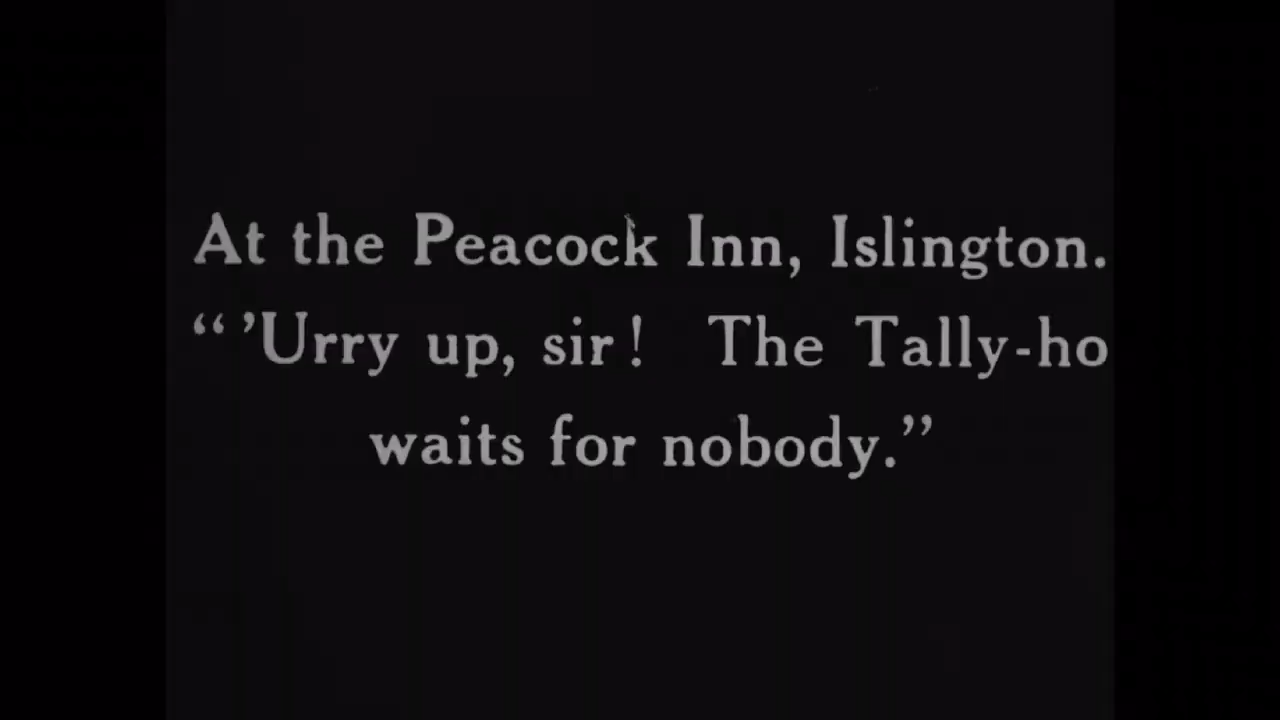 At the Peacock Inn, Islington.
“’Urry up, sir! The Tally-ho
waits for nobody.”